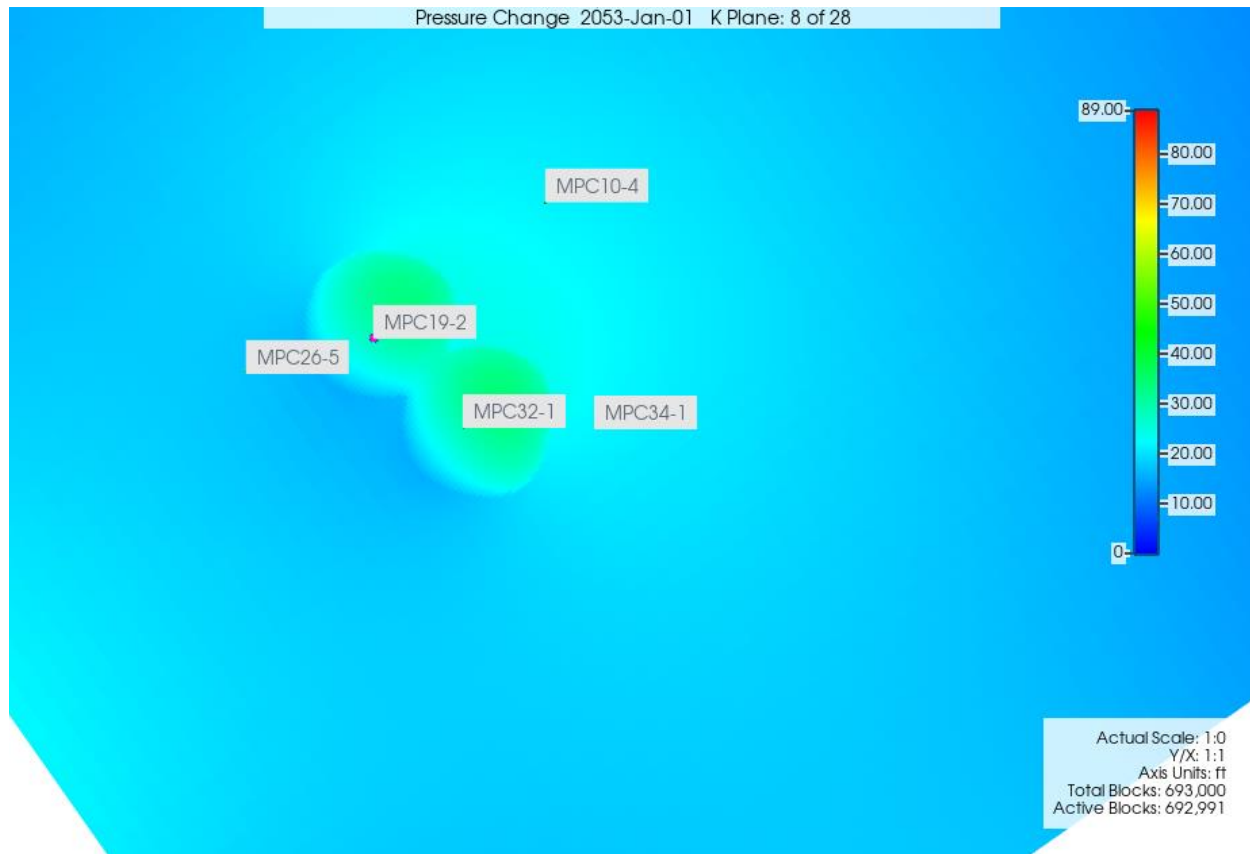 Pressure Change 2053-Jan-01 K Plane: 8 of 28
89.00
80.00
MPC10-4
70.00
60.00
50.00
MPC19-2
MPC26-5
40.00
MPC32-1
MPC34-1
30.00
20.00
10.00
0
Actual Scale: 1:0
Y/X: 1:1
Axis Units: ft
Total Blocks: 693,000
Active Blocks: 692,991